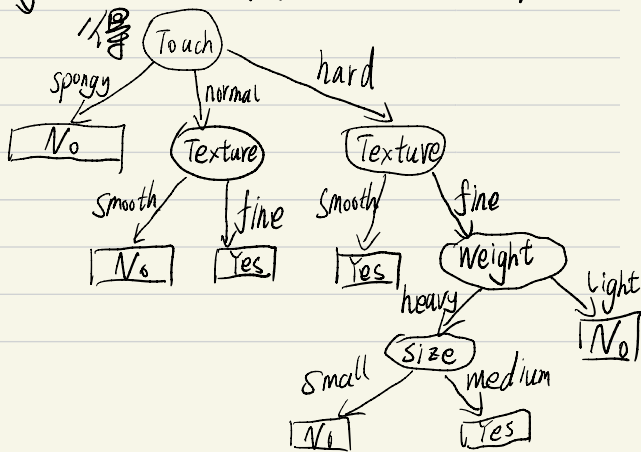 得
Touch
spongy normal hard
No Texture Texture
smooth fine smooth fine
No Yes Yes Weight
heavy light
size No
small medium
No Yes